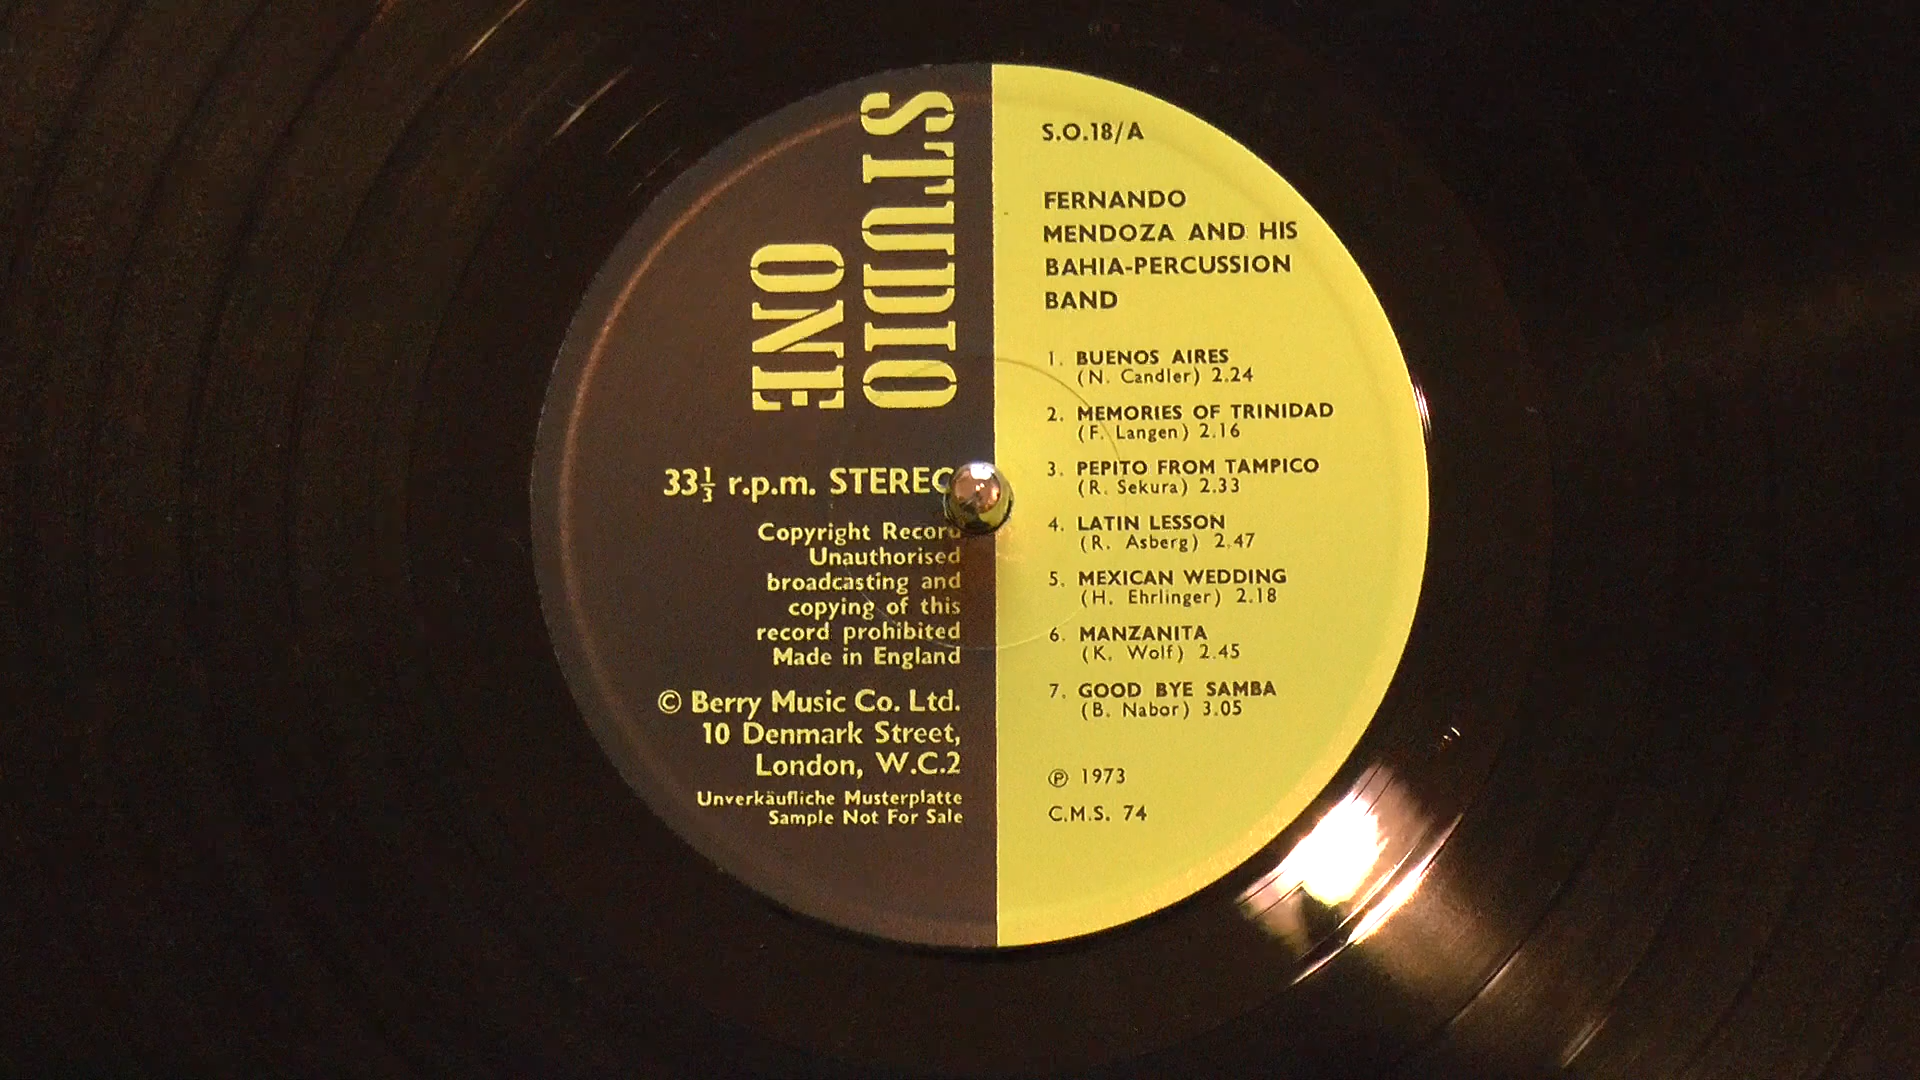 STUDIO
ONE
33⅓ r.p.m. STEREO
Copyright Record
Unauthorised
broadcasting and
copying of this
record prohibited
Made in England
© Berry Music Co. Ltd.
10 Denmark Street,
London, W.C.2
Unverkäufliche Musterplatte
Sample Not For Sale
S.O.18/A
FERNANDO
MENDOZA AND HIS
BAHIA-PERCUSSION
BAND
1. BUENOS AIRES
(N. Candler) 2.24
2. MEMORIES OF TRINIDAD
(F. Langen) 2.16
3. PEPITO FROM TAMPICO
(R. Sekura) 2.33
4. LATIN LESSON
(R. Asberg) 2.47
5. MEXICAN WEDDING
(H. Ehrlinger) 2.18
6. MANZANITA
(K. Wolf) 2.45
7. GOOD BYE SAMBA
(B. Nabor) 3.05
℗ 1973
C.M.S. 74